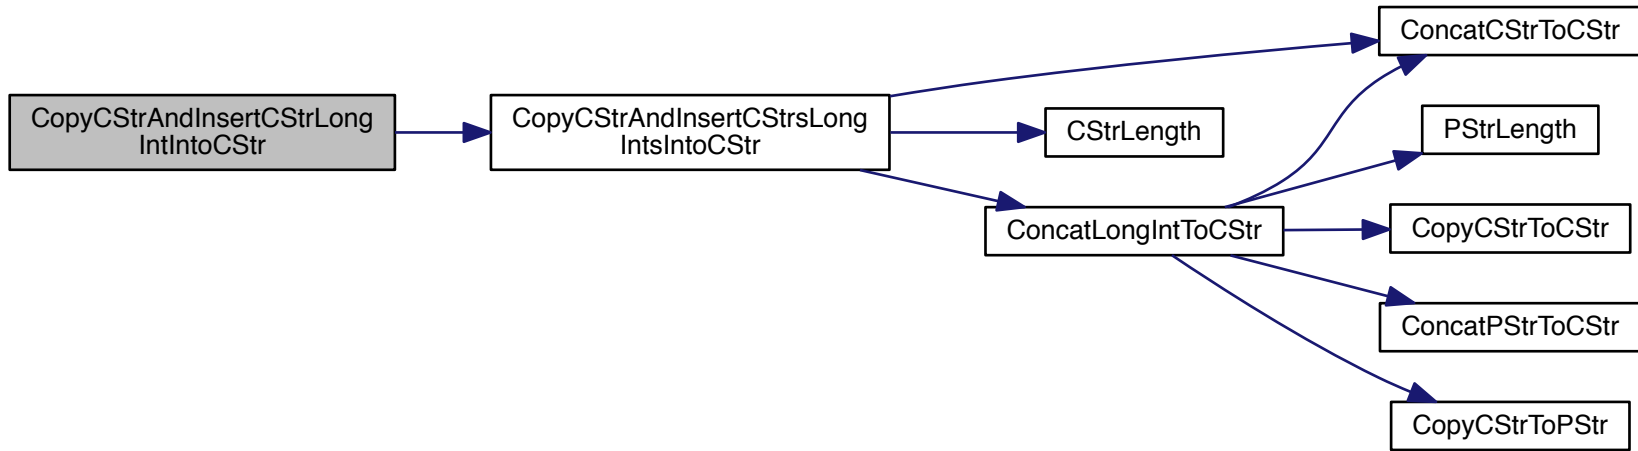 CopyCStrAndInsertCStrLong
IntIntoCStr
CopyCStrAndInsertCStrsLong
IntsIntoCStr
ConcatCStrToCStr
CStrLength
PStrLength
ConcatLongIntToCStr
CopyCStrToCStr
ConcatPStrToCStr
CopyCStrToPStr